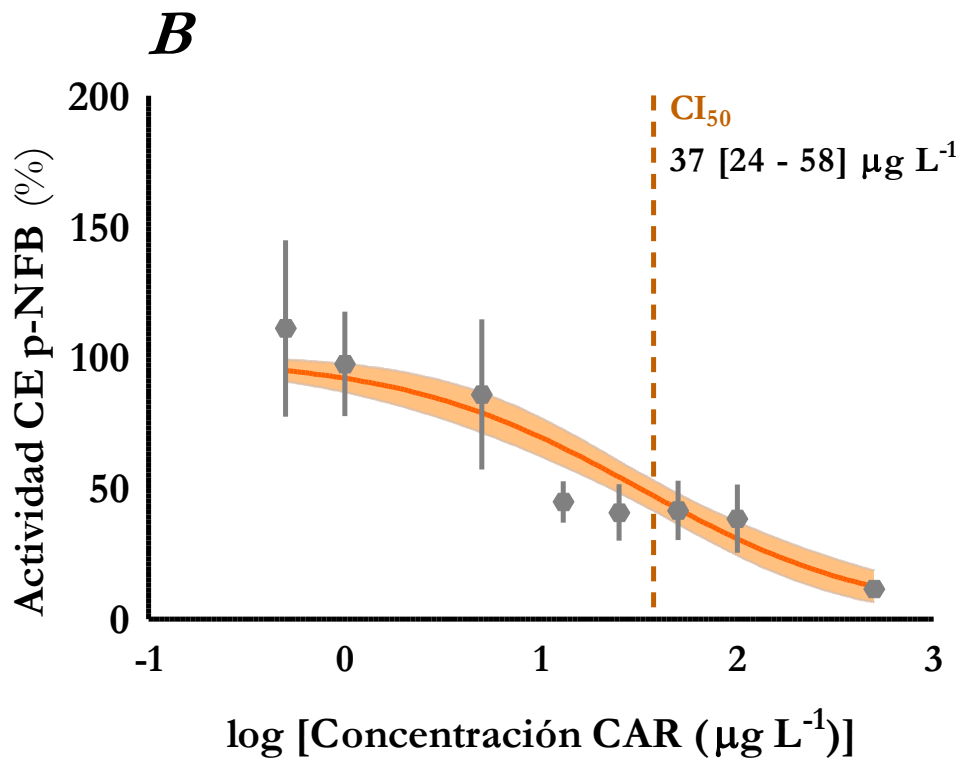 B
CI₅₀
37 [24 - 58] µg L⁻¹
Actividad CE p-NFB (%)
200
150
100
50
0
-1 0 1 2 3
log [Concentración CAR (µg L⁻¹)]